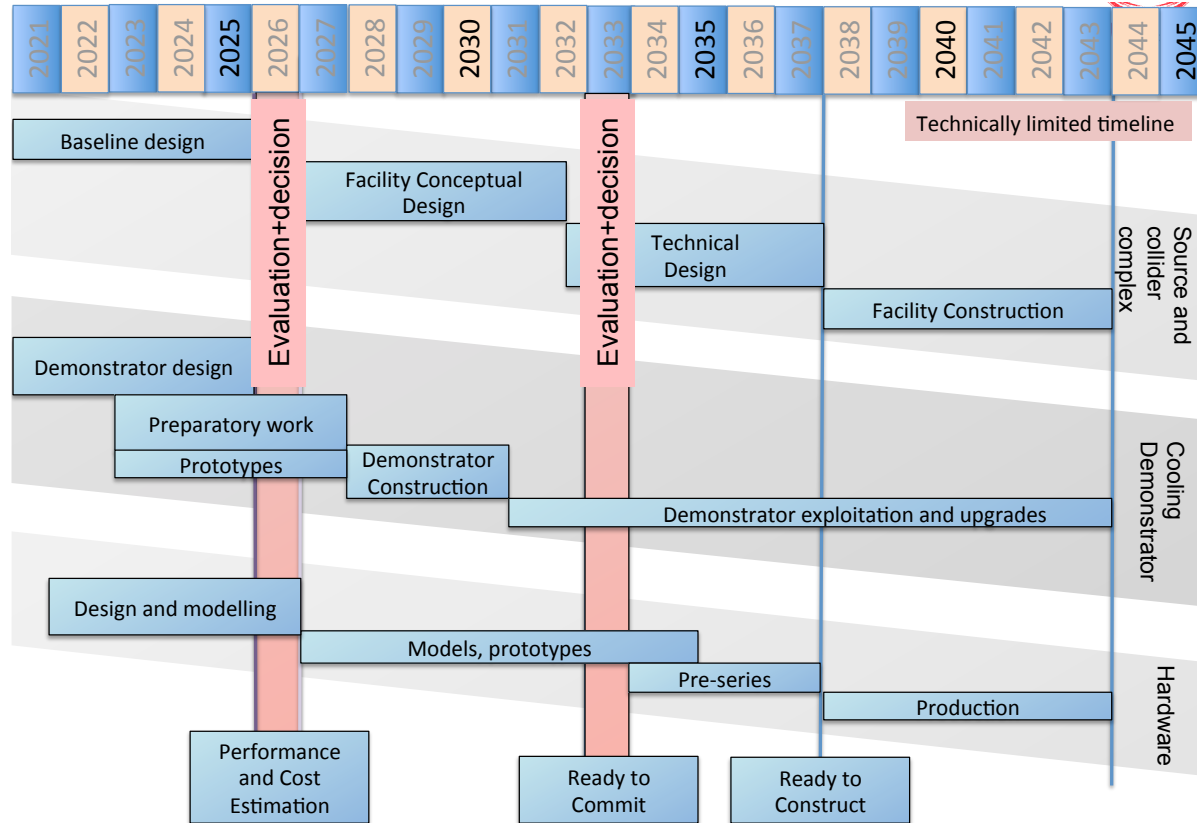 2021 2022 2023 2024 2025 2026 2027 2028 2029 2030 2031 2032 2033 2034 2035 2036 2037 2038 2039 2040 2041 2042 2043 2044 2045
Technically limited timeline
Baseline design
Evaluation+decision
Facility Conceptual
Design
Evaluation+decision
Technical
Design
Facility Construction
Source and
collider
complex
Demonstrator design
Preparatory work
Prototypes
Demonstrator
Construction
Demonstrator exploitation and upgrades
Cooling
Demonstrator
Design and modelling
Models, prototypes
Pre-series
Production
Hardware
Performance
and Cost
Estimation
Ready to
Commit
Ready to
Construct